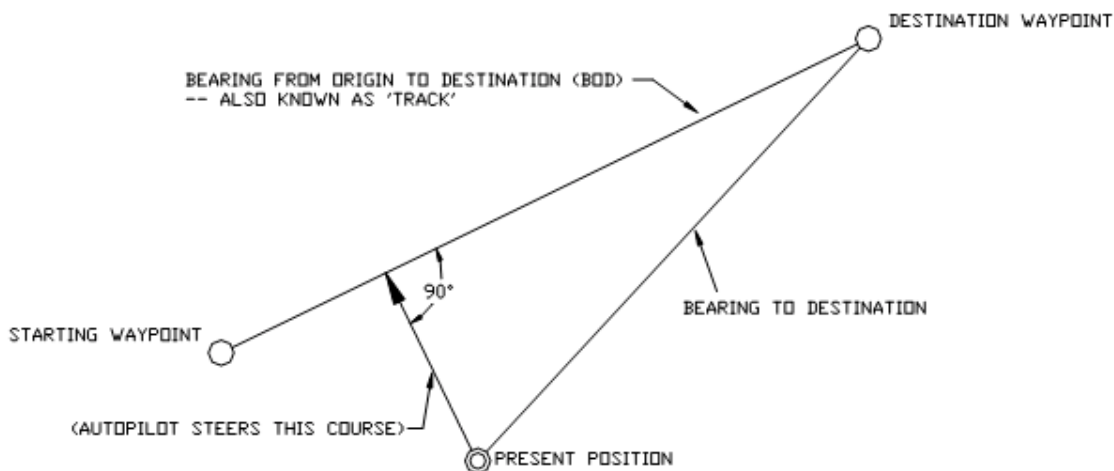 DESTINATION WAYPOINT
BEARING FROM ORIGIN TO DESTINATION (BOD)
-- ALSO KNOWN AS 'TRACK'
90°
BEARING TO DESTINATION
STARTING WAYPOINT
(AUTOPILOT STEERS THIS COURSE)
PRESENT POSITION